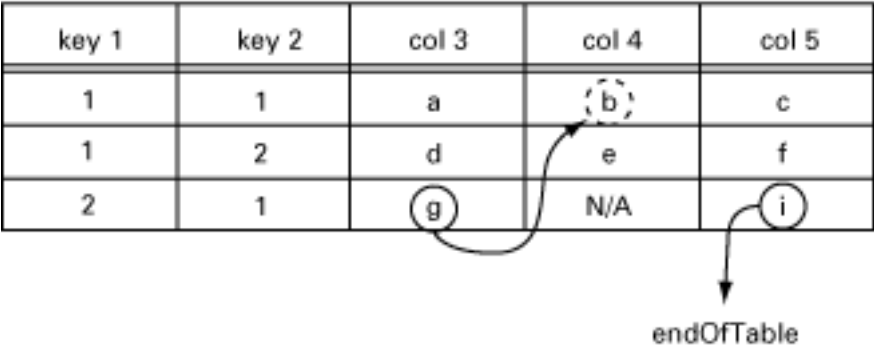 key 1 key 2 col 3 col 4 col 5
1 1 a b c
1 2 d e f
2 1 g N/A i
endOfTable